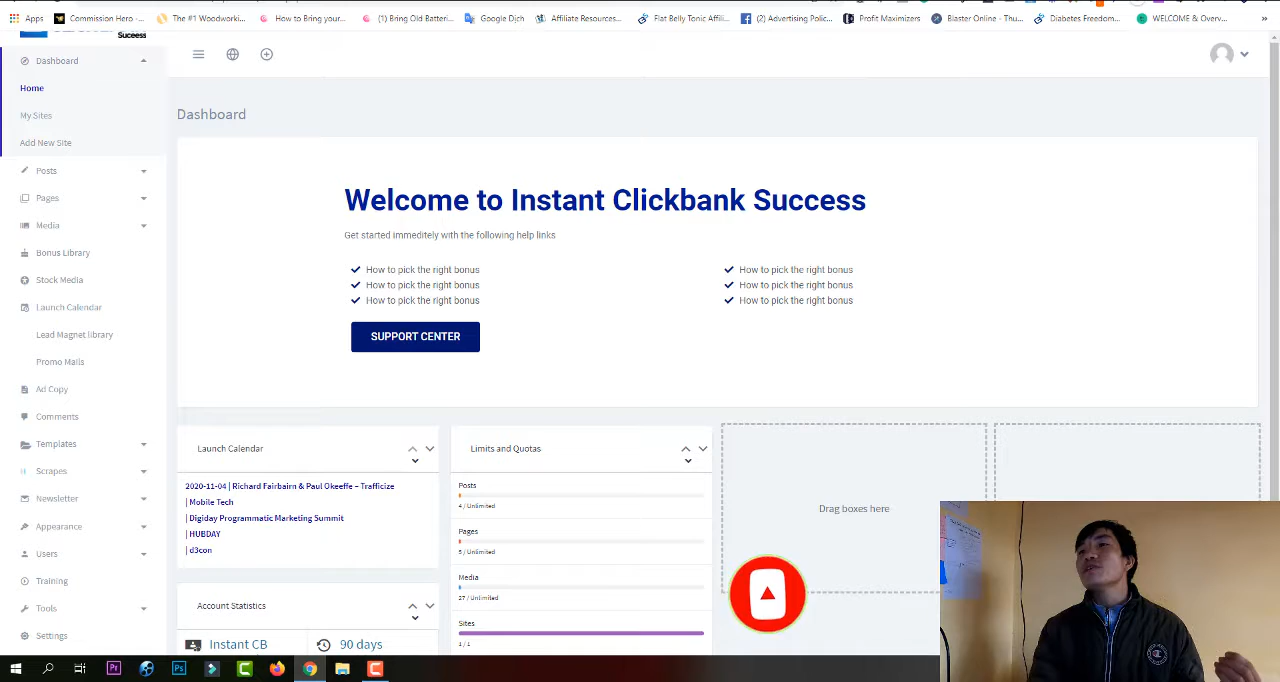 Apps
Commission Hero -...
The #1 Woodworki...
How to Bring your...
(1) Bring Old Batteri...
Google Dịch
Affiliate Resources...
Flat Belly Tonic Affili...
(2) Advertising Polic...
Profit Maximizers
Blaster Online - Thu...
Diabetes Freedom...
WELCOME & Overv...
»
Success
Dashboard
Home
My Sites
Add New Site
Posts
Pages
Media
Bonus Library
Stock Media
Launch Calendar
Lead Magnet library
Promo Mails
Ad Copy
Comments
Templates
Scrapes
Newsletter
Appearance
Users
Training
Tools
Settings
Dashboard
Welcome to Instant Clickbank Success
Get started immeditely with the following help links
How to pick the right bonus
How to pick the right bonus
How to pick the right bonus
How to pick the right bonus
How to pick the right bonus
How to pick the right bonus
SUPPORT CENTER
Launch Calendar
2020-11-04 | Richard Fairbairn & Paul Okeeffe – Trafficize
| Mobile Tech
| Digiday Programmatic Marketing Summit
| HUBDAY
| d3con
Account Statistics
Instant CB
90 days
Limits and Quotas
Posts
4 / Unlimited
Pages
5 / Unlimited
Media
27 / Unlimited
Sites
1 / 1
Drag boxes here